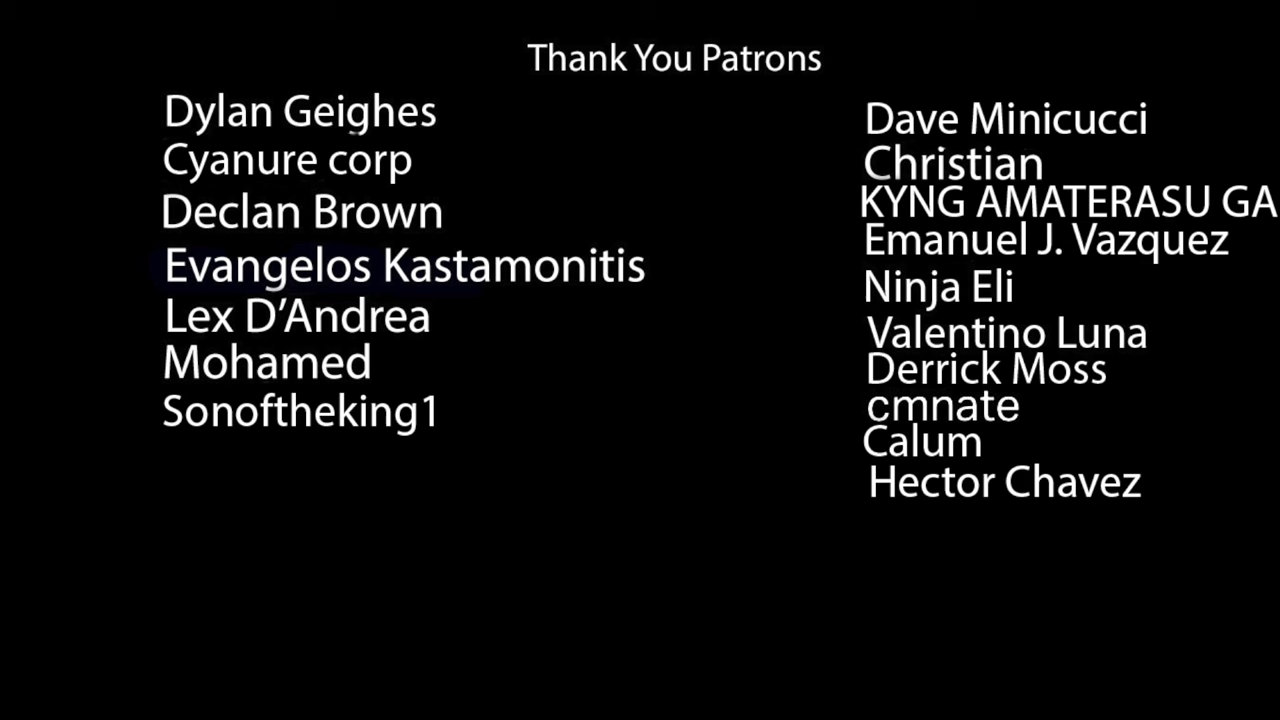 Thank You Patrons
Dylan Geighes
Cyanure corp
Declan Brown
Evangelos Kastamonitis
Lex D’Andrea
Mohamed
Sonoftheking1
Dave Minicucci
Christian
KYNG AMATERASU GA
Emanuel J. Vazquez
Ninja Eli
Valentino Luna
Derrick Moss
cmnate
Calum
Hector Chavez